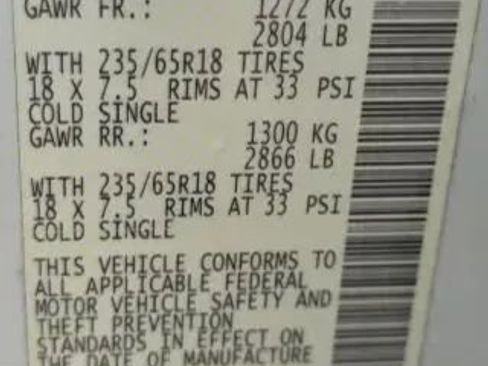 GAWR FR.: 1272 KG
2804 LB
WITH 235/65R18 TIRES
18 X 7.5 RIMS AT 33 PSI
COLD SINGLE
GAWR RR.: 1300 KG
2866 LB
WITH 235/65R18 TIRES
18 X 7.5 RIMS AT 33 PSI
COLD SINGLE
THIS VEHICLE CONFORMS TO
ALL APPLICABLE FEDERAL
MOTOR VEHICLE SAFETY AND
THEFT PREVENTION
STANDARDS IN EFFECT ON
THE DATE OF MANUFACTURE